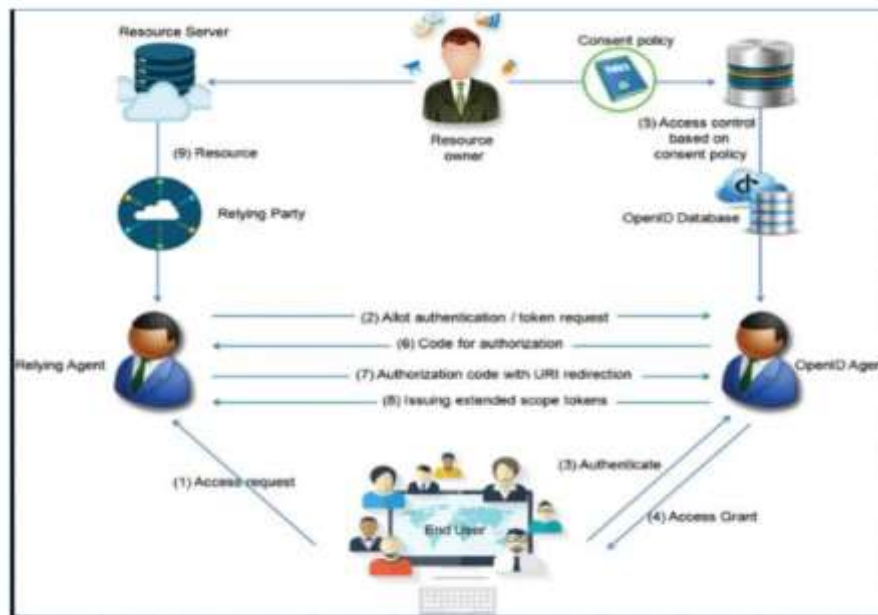 Resource Server
Consent policy
Resource
owner
(5) Access control
based on
consent policy
(9) Resource
Relying Party
OpenID Database
(2) Allot authentication / token request
(6) Code for authorization
Relying Agent
(7) Authorization code with URI redirection
OpenID Agent
(8) Issuing extended scope tokens
(1) Access request
(3) Authenticate
(4) Access Grant
End User